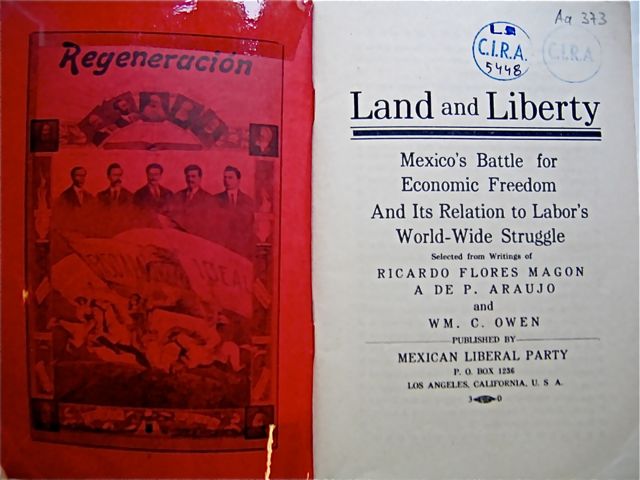 Regeneración
Aa 373
C.I.R.A.
5448
C.I.R.A
Land and Liberty
Mexico's Battle for
Economic Freedom
And Its Relation to Labor's
World-Wide Struggle
Selected from Writings of
RICARDO FLORES MAGON
A DE P. ARAUJO
and
WM. C. OWEN
PUBLISHED BY
MEXICAN LIBERAL PARTY
P. O. BOX 1236
LOS ANGELES, CALIFORNIA, U. S. A.